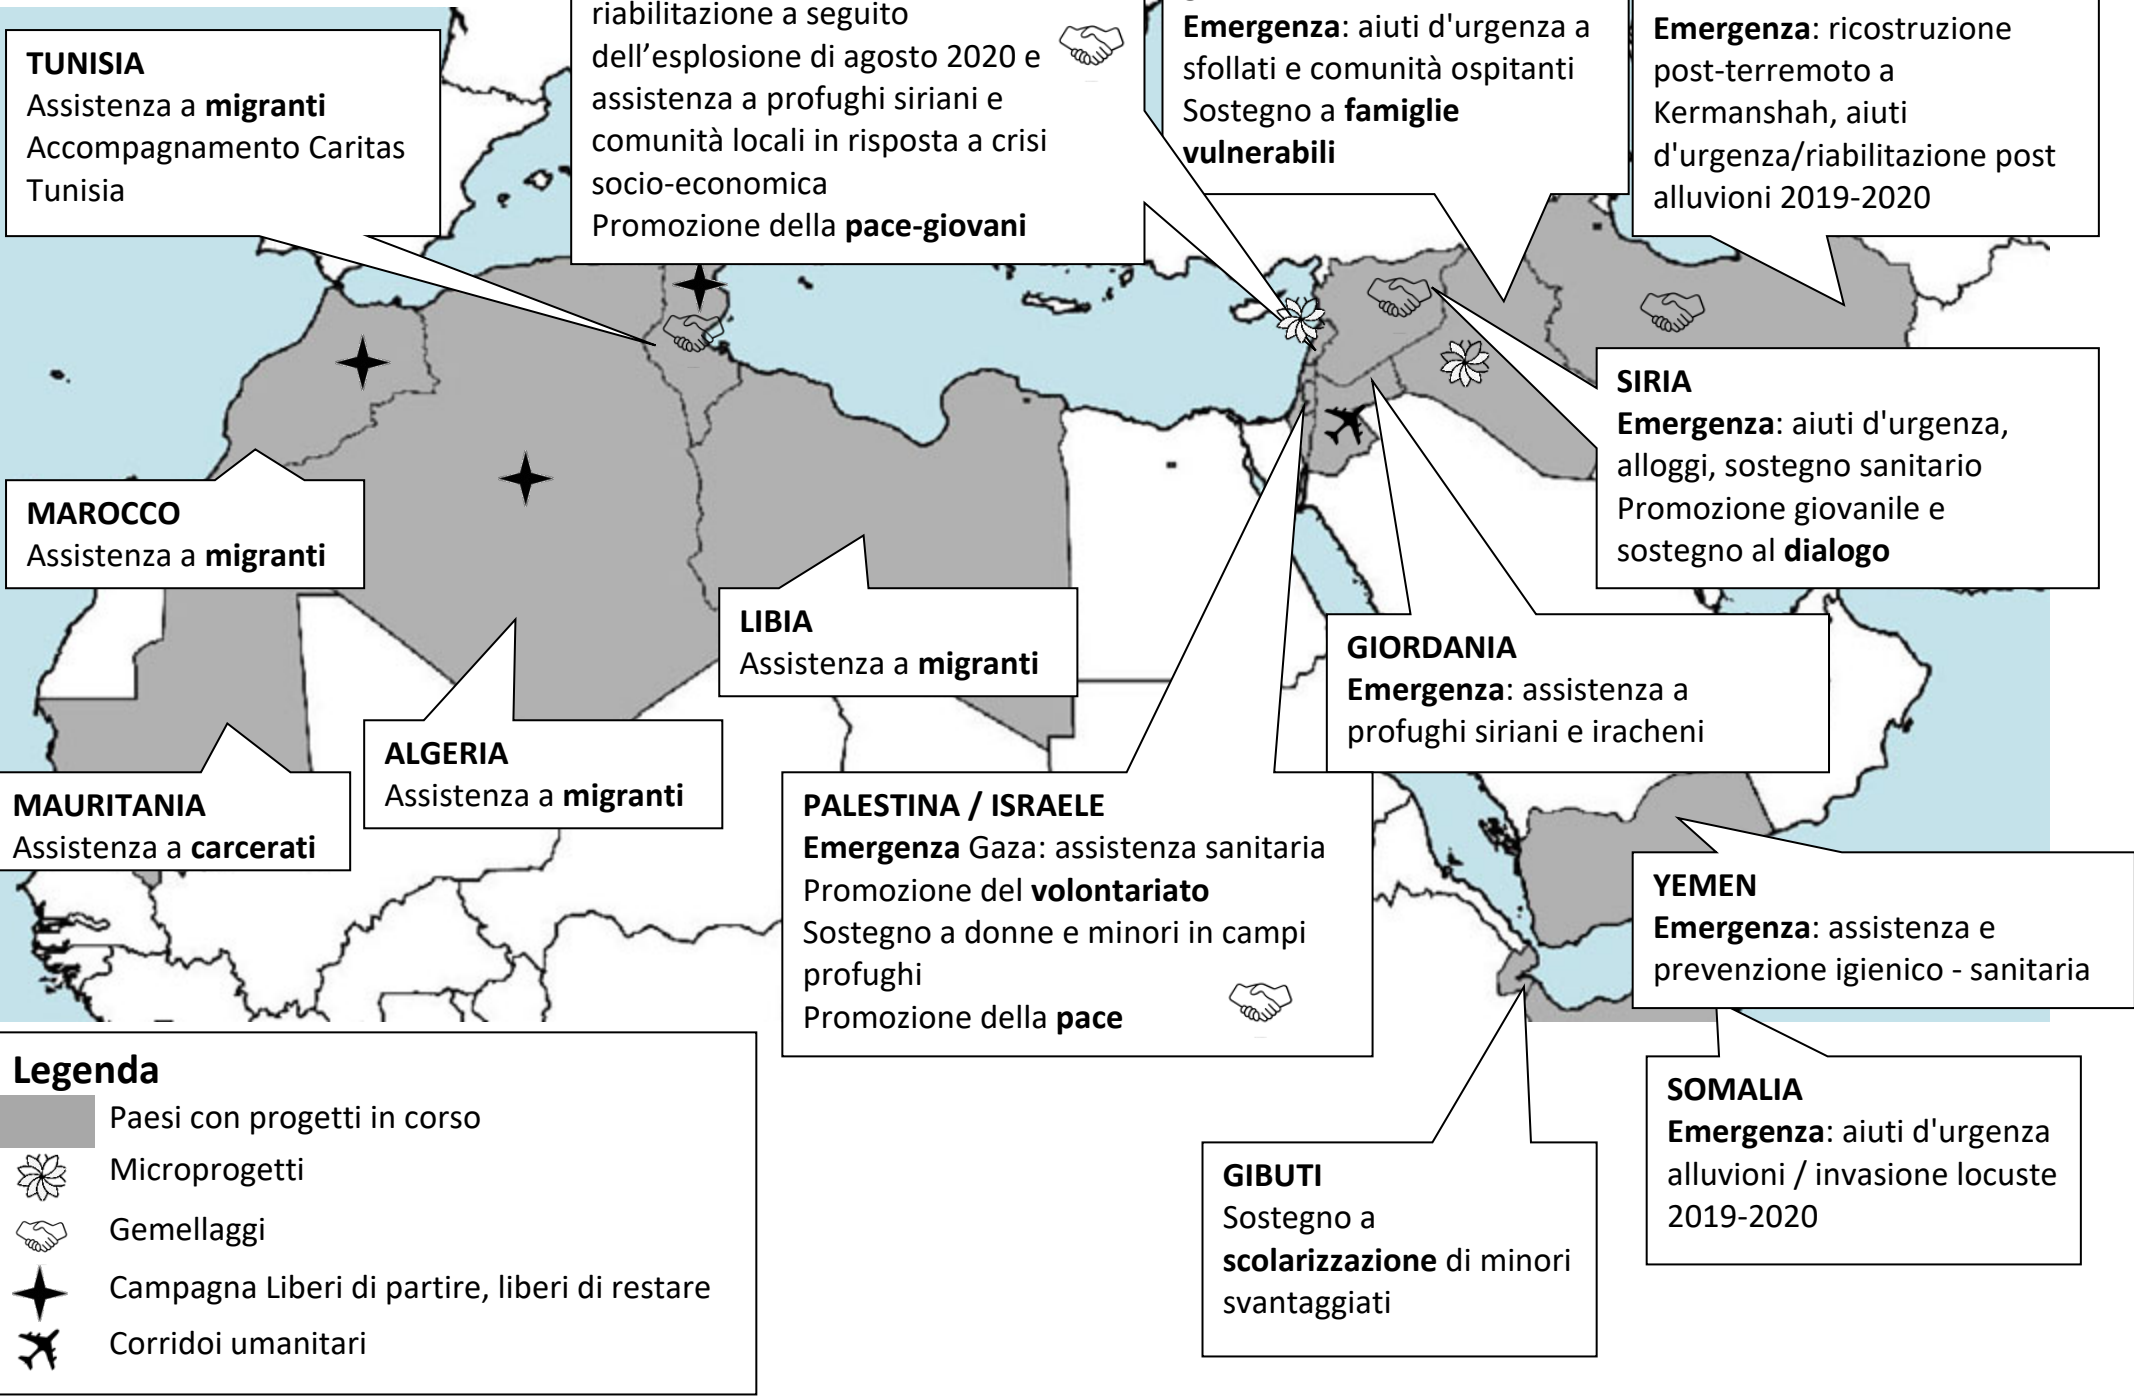 TUNISIA
Assistenza a migranti
Accompagnamento Caritas
Tunisia
riabilitazione a seguito
dell’esplosione di agosto 2020 e
assistenza a profughi siriani e
comunità locali in risposta a crisi
socio-economica
Promozione della pace-giovani
Emergenza: aiuti d'urgenza a
sfollati e comunità ospitanti
Sostegno a famiglie
vulnerabili
Emergenza: ricostruzione
post-terremoto a
Kermanshah, aiuti
d'urgenza/riabilitazione post
alluvioni 2019-2020
SIRIA
Emergenza: aiuti d'urgenza,
alloggi, sostegno sanitario
Promozione giovanile e
sostegno al dialogo
MAROCCO
Assistenza a migranti
LIBIA
Assistenza a migranti
GIORDANIA
Emergenza: assistenza a
profughi siriani e iracheni
ALGERIA
Assistenza a migranti
MAURITANIA
Assistenza a carcerati
PALESTINA / ISRAELE
Emergenza Gaza: assistenza sanitaria
Promozione del volontariato
Sostegno a donne e minori in campi
profughi
Promozione della pace
YEMEN
Emergenza: assistenza e
prevenzione igienico - sanitaria
SOMALIA
Emergenza: aiuti d'urgenza
alluvioni / invasione locuste
2019-2020
GIBUTI
Sostegno a
scolarizzazione di minori
svantaggiati
Legenda
Paesi con progetti in corso
Microprogetti
Gemellaggi
Campagna Liberi di partire, liberi di restare
Corridoi umanitari